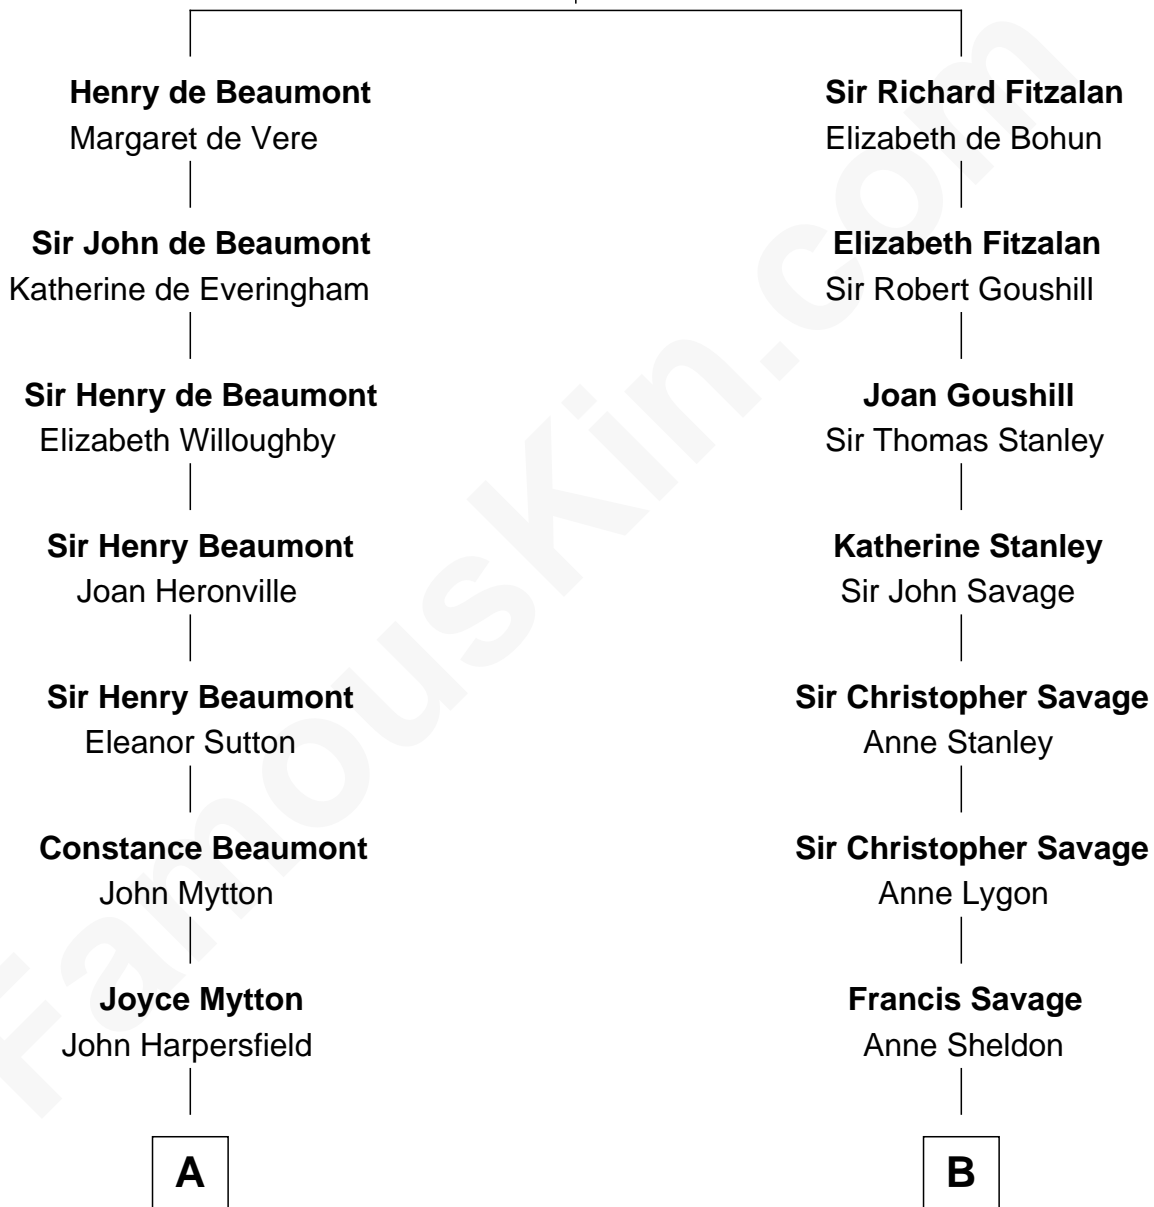 Henry de Beaumont
Margaret de Vere
Sir John de Beaumont
Katherine de Everingham
Sir Henry de Beaumont
Elizabeth Willoughby
Sir Henry Beaumont
Joan Heronville
Sir Henry Beaumont
Eleanor Sutton
Constance Beaumont
John Mytton
Joyce Mytton
John Harpersfield
A
Sir Richard Fitzalan
Elizabeth de Bohun
Elizabeth Fitzalan
Sir Robert Goushill
Joan Goushill
Sir Thomas Stanley
Katherine Stanley
Sir John Savage
Sir Christopher Savage
Anne Stanley
Sir Christopher Savage
Anne Lygon
Francis Savage
Anne Sheldon
B
FamousKin.com